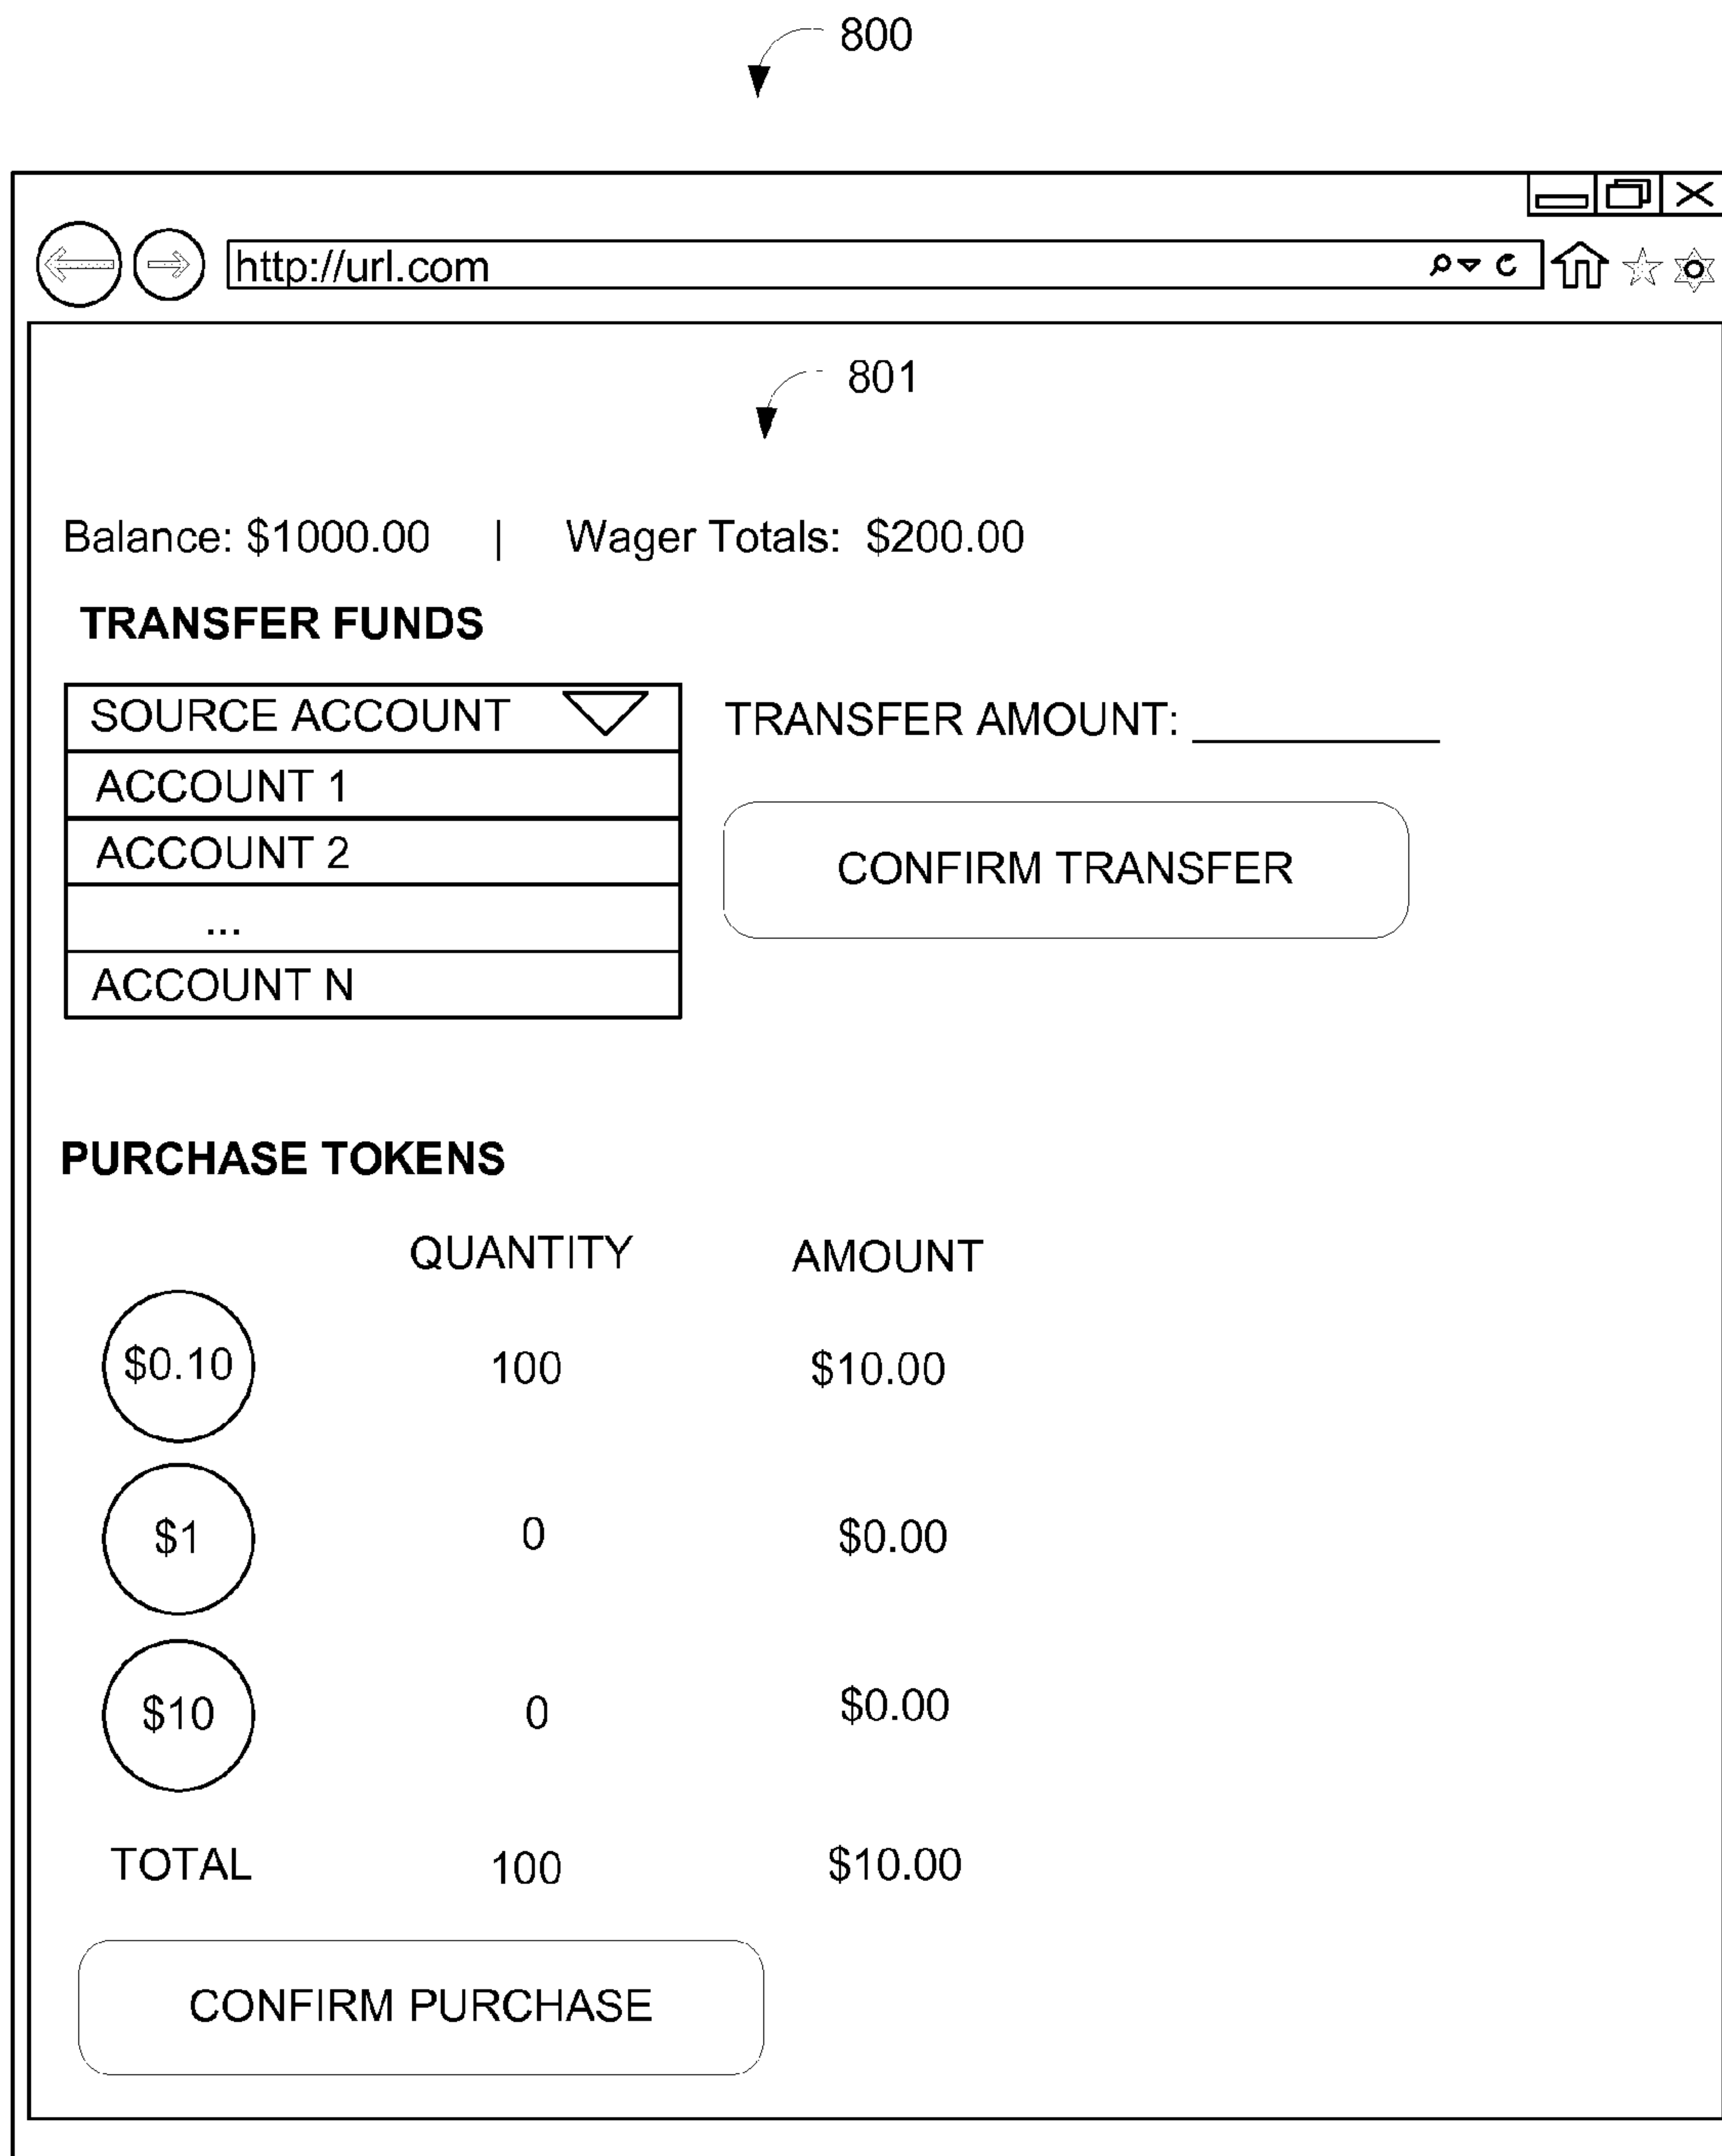 800
http://url.com
801
Balance: $1000.00 | Wager Totals: $200.00
TRANSFER FUNDS
SOURCE ACCOUNT
TRANSFER AMOUNT: __________
ACCOUNT 1
ACCOUNT 2
CONFIRM TRANSFER
...
ACCOUNT N
PURCHASE TOKENS
QUANTITY AMOUNT
$0.10 100 $10.00
$1 0 $0.00
$10 0 $0.00
TOTAL 100 $10.00
CONFIRM PURCHASE